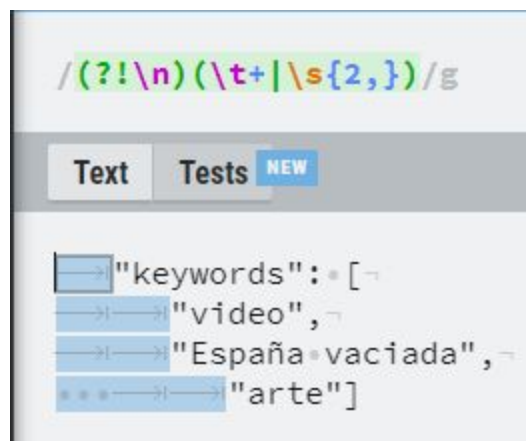 /(?!\n)(\t+|\s{2,})/g
Text Tests NEW
"keywords": [
"video",
"España vaciada",
"arte"]